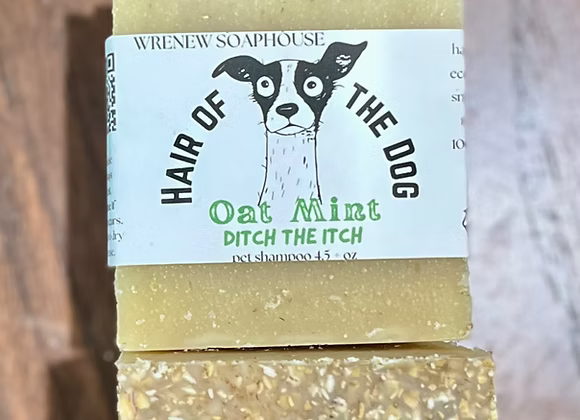 WRENEW SOAPHOUSE
HAIR OF THE DOG
Oat Mint
DITCH THE ITCH
pet shampoo 4.5 + oz